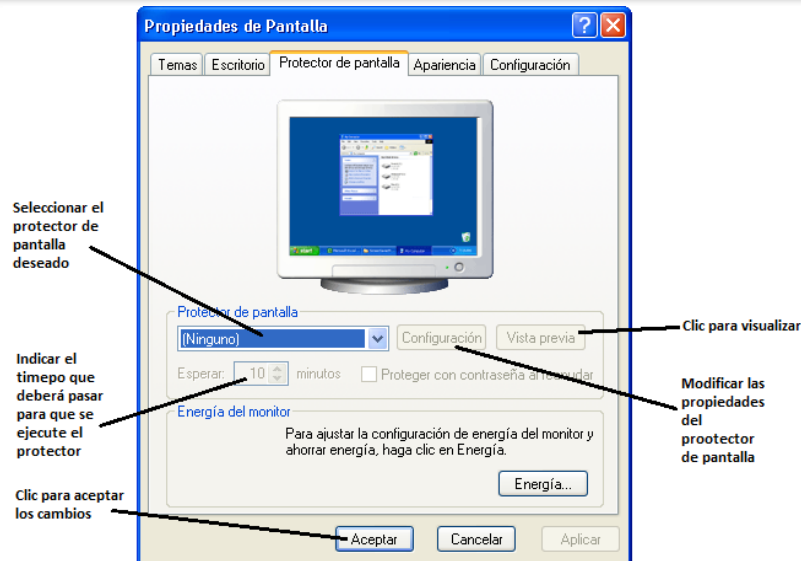 Propiedades de Pantalla
Temas
Escritorio
Protector de pantalla
Apariencia
Configuración
Seleccionar el
protector de
pantalla
deseado
Protector de pantalla
(Ninguno)
Configuración
Vista previa
Clic para visualizar
Esperar:
10
minutos
Proteger con contraseña al reanudar
Indicar el
timepo que
deberá pasar
para que se
ejecute el
protector
Modificar las
propiedades
del
prootector
de pantalla
Energía del monitor
Para ajustar la configuración de energía del monitor y
ahorrar energía, haga clic en Energía.
Energía...
Clic para aceptar
los cambios
Aceptar
Cancelar
Aplicar